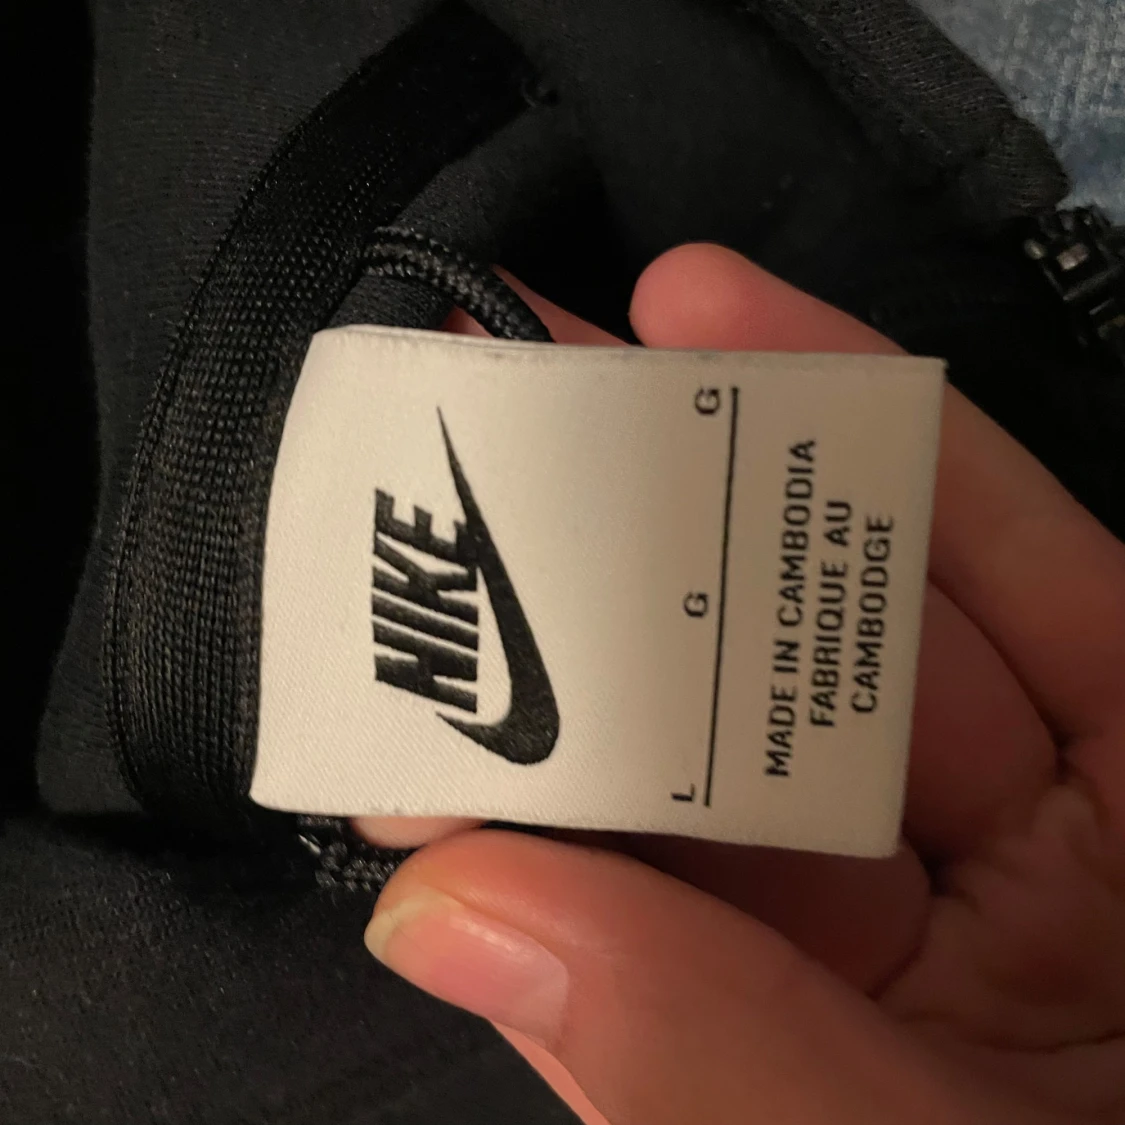 NIKE
L G G
MADE IN CAMBODIA
FABRIQUE AU
CAMBODGE